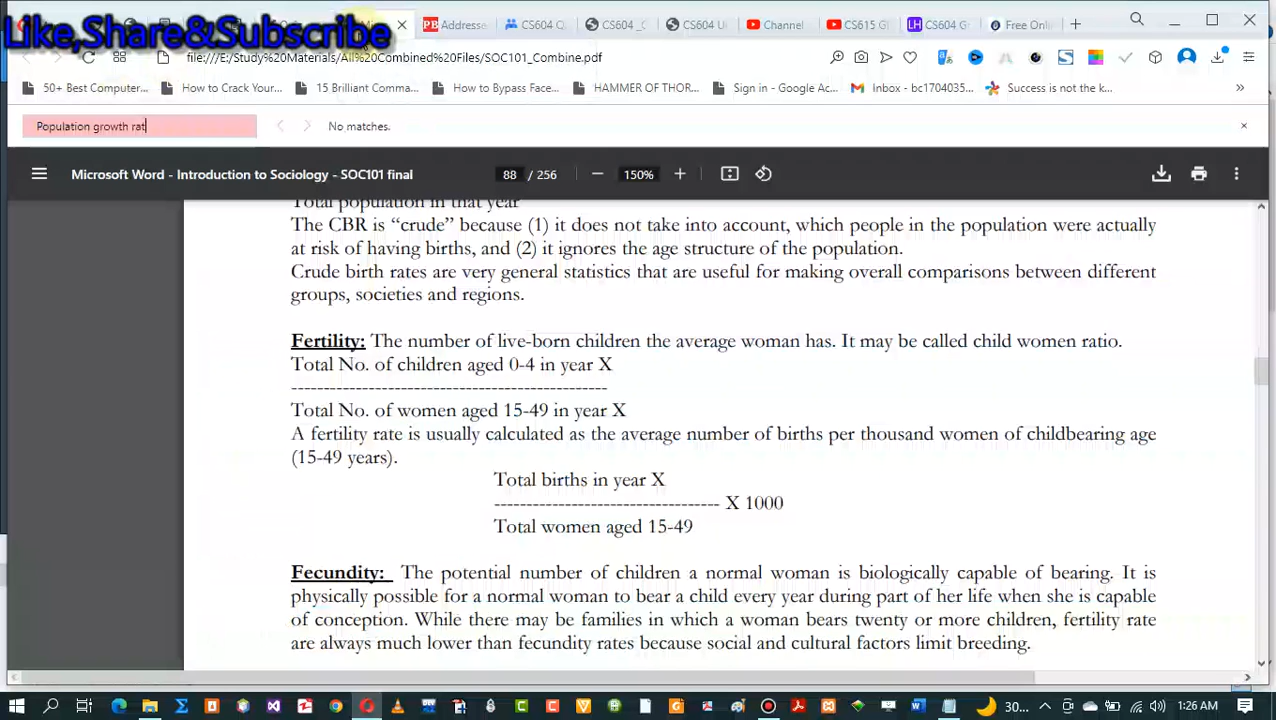 Like,Share&Subscribe
Addresse
CS604 Q
CS604 _(
CS604 U
Channel
CS615 GI
CS604 G
Free Onl
file:///E:/Study%20Materials/All%20Combined%20Files/SOC101_Combine.pdf
50+ Best Computer...
How to Crack Your...
15 Brilliant Comma...
How to Bypass Face...
HAMMER OF THOR...
Sign in - Google Ac...
Inbox - bc1704035...
Success is not the k...
Population growth rat
No matches.
Microsoft Word - Introduction to Sociology - SOC101 final
88 / 256
150%
Total population in that year
The CBR is “crude” because (1) it does not take into account, which people in the population were actually
at risk of having births, and (2) it ignores the age structure of the population.
Crude birth rates are very general statistics that are useful for making overall comparisons between different
groups, societies and regions.
Fertility: The number of live-born children the average woman has. It may be called child women ratio.
Total No. of children aged 0-4 in year X
-------------------------------------------------
Total No. of women aged 15-49 in year X
A fertility rate is usually calculated as the average number of births per thousand women of childbearing age
(15-49 years).
Total births in year X
----------------------------------- X 1000
Total women aged 15-49
Fecundity: The potential number of children a normal woman is biologically capable of bearing. It is
physically possible for a normal woman to bear a child every year during part of her life when she is capable
of conception. While there may be families in which a woman bears twenty or more children, fertility rate
are always much lower than fecundity rates because social and cultural factors limit breeding.
30...
1:26 AM